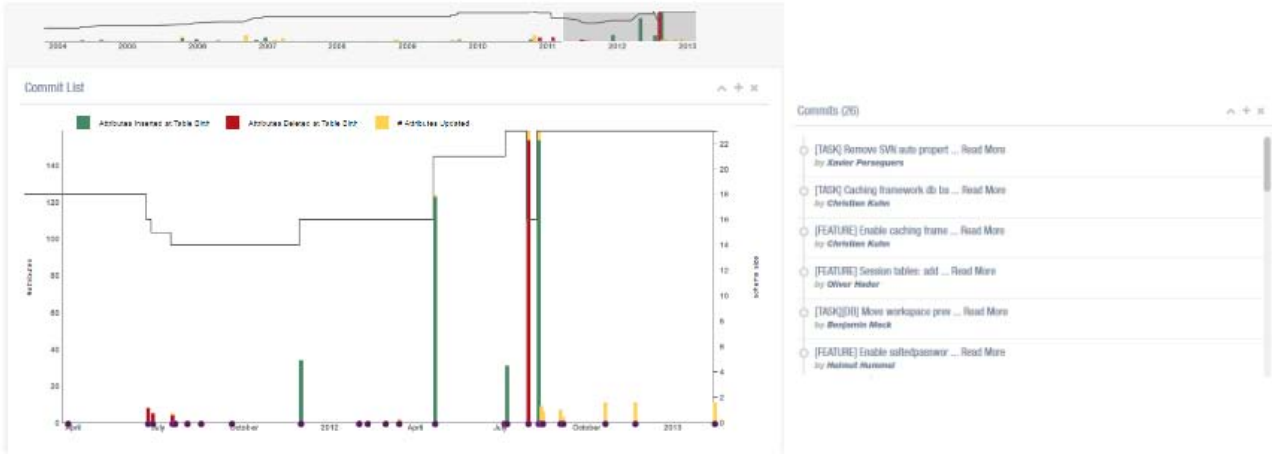 2004 2005 2006 2007 2008 2009 2010 2011 2012 2013
Commit List
Attributes Inserted at Table Birth Attributes Deleted at Table Birth # Attributes Updated
140
120
100
80
60
40
20
0
#attributes
22
20
18
16
14
12
10
8
6
4
2
0
schema size
April July October 2012 April July October 2013
Commits (26)
[TASK] Remove SVN auto propert ... Read More
by Xavier Perseguers
[TASK] Caching framework db ba ... Read More
by Christian Kuhn
[FEATURE] Enable caching frame ... Read More
by Christian Kuhn
[FEATURE] Session tables: add ... Read More
by Oliver Hader
[TASK][DB] Move workspace prev ... Read More
by Benjamin Mack
[FEATURE] Enable saltedpasswor ... Read More
by Helmut Hummel